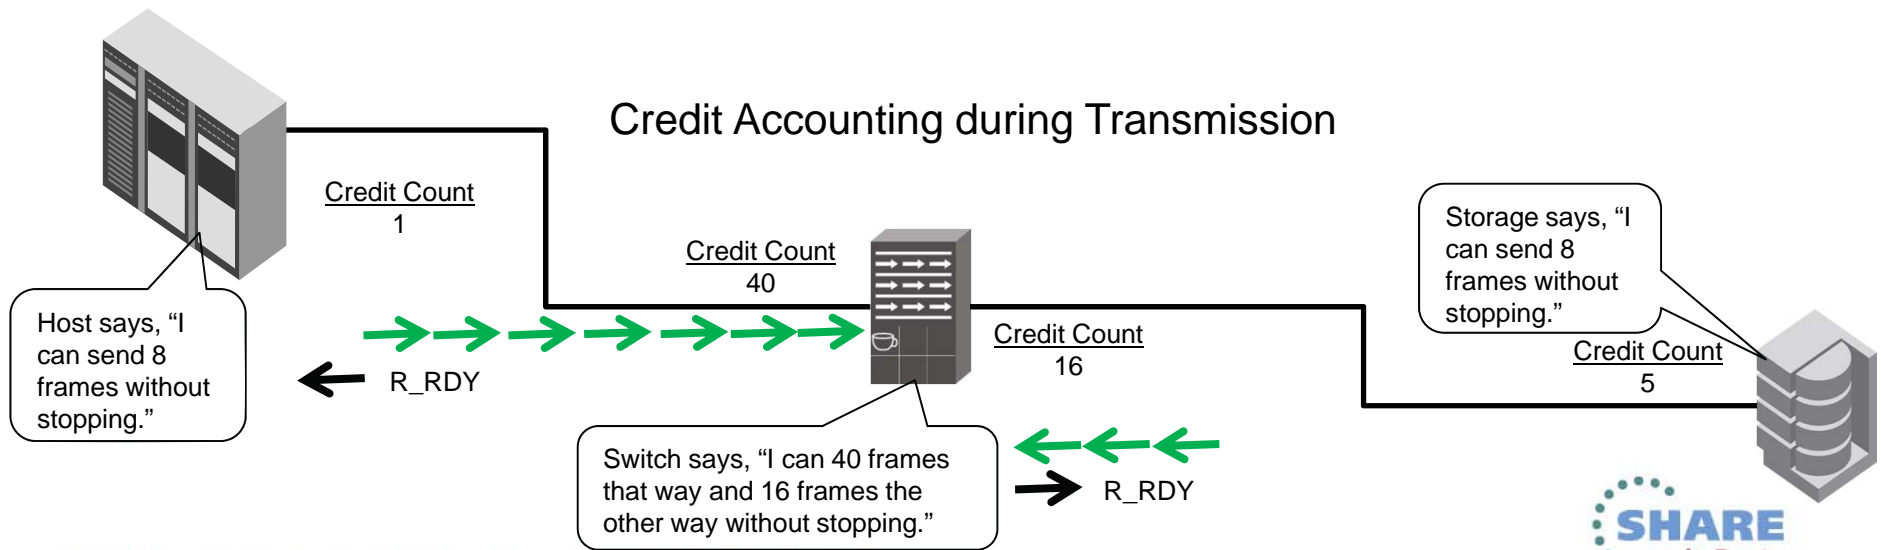 Credit Accounting during Transmission
Credit Count
1
Credit Count
40
Host says, “I
can send 8
frames without
stopping.”
R_RDY
Switch says, “I can 40 frames
that way and 16 frames the
other way without stopping.”
Credit Count
16
R_RDY
Storage says, “I
can send 8
frames without
stopping.”
Credit Count
5
SHARE